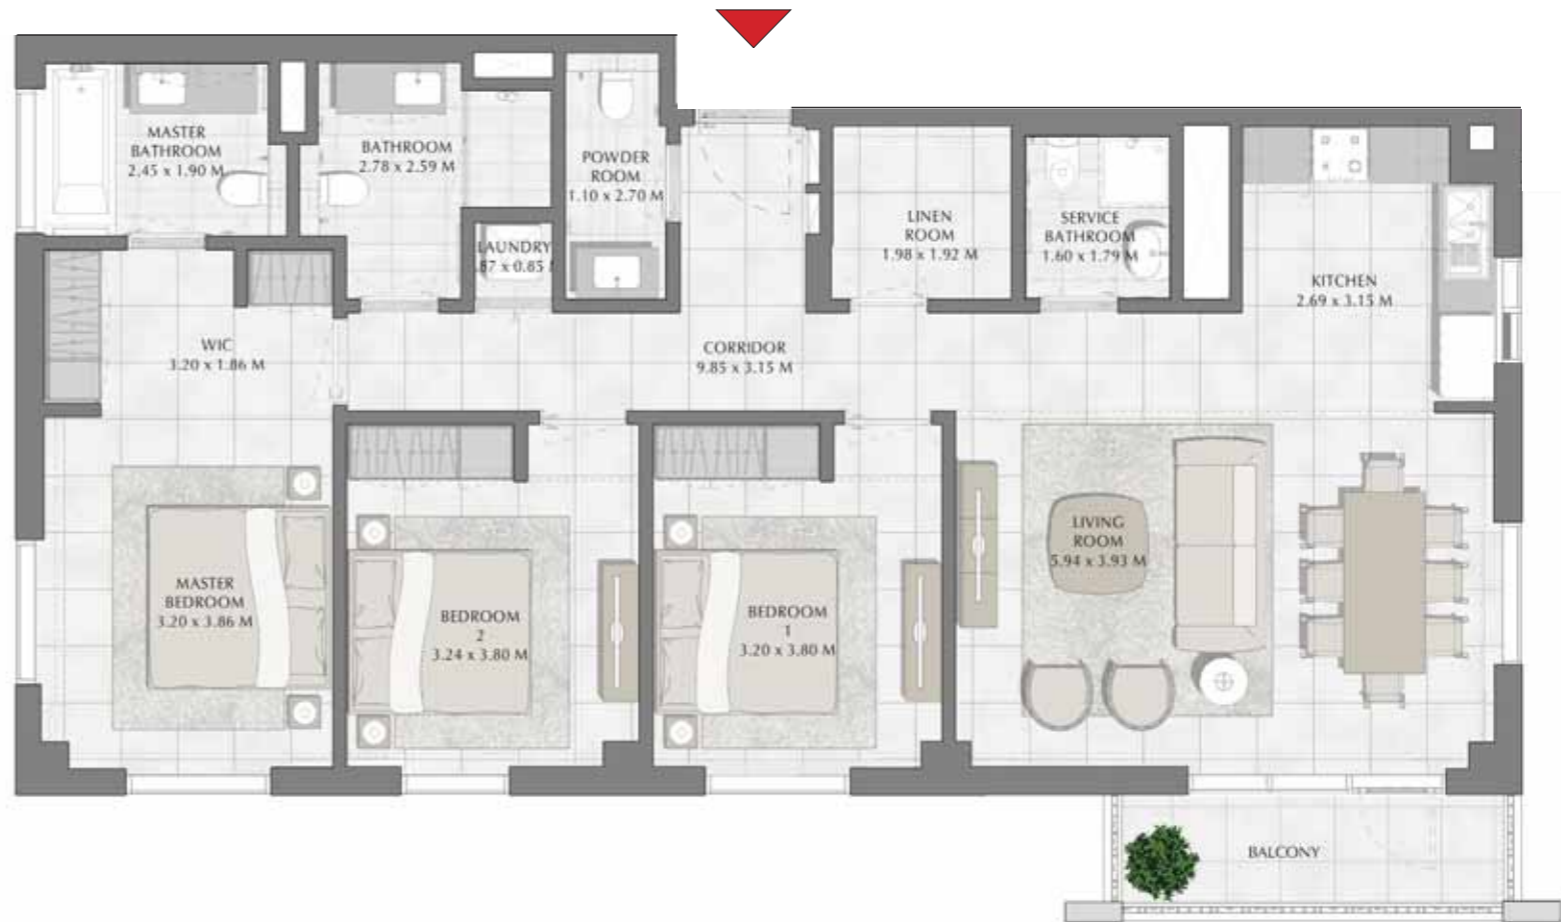 MASTER
BATHROOM
2.45 x 1.90 M
BATHROOM
2.78 x 2.59 M
POWDER
ROOM
1.10 x 2.70 M
LAUNDRY
.87 x 0.85
LINEN
ROOM
1.98 x 1.92 M
SERVICE
BATHROOM
1.60 x 1.79 M
KITCHEN
2.69 x 3.15 M
WIC
3.20 x 1.86 M
CORRIDOR
9.85 x 3.15 M
MASTER
BEDROOM
3.20 x 3.86 M
BEDROOM
2
3.24 x 3.80 M
BEDROOM
1
3.20 x 3.80 M
LIVING
ROOM
5.94 x 3.93 M
BALCONY